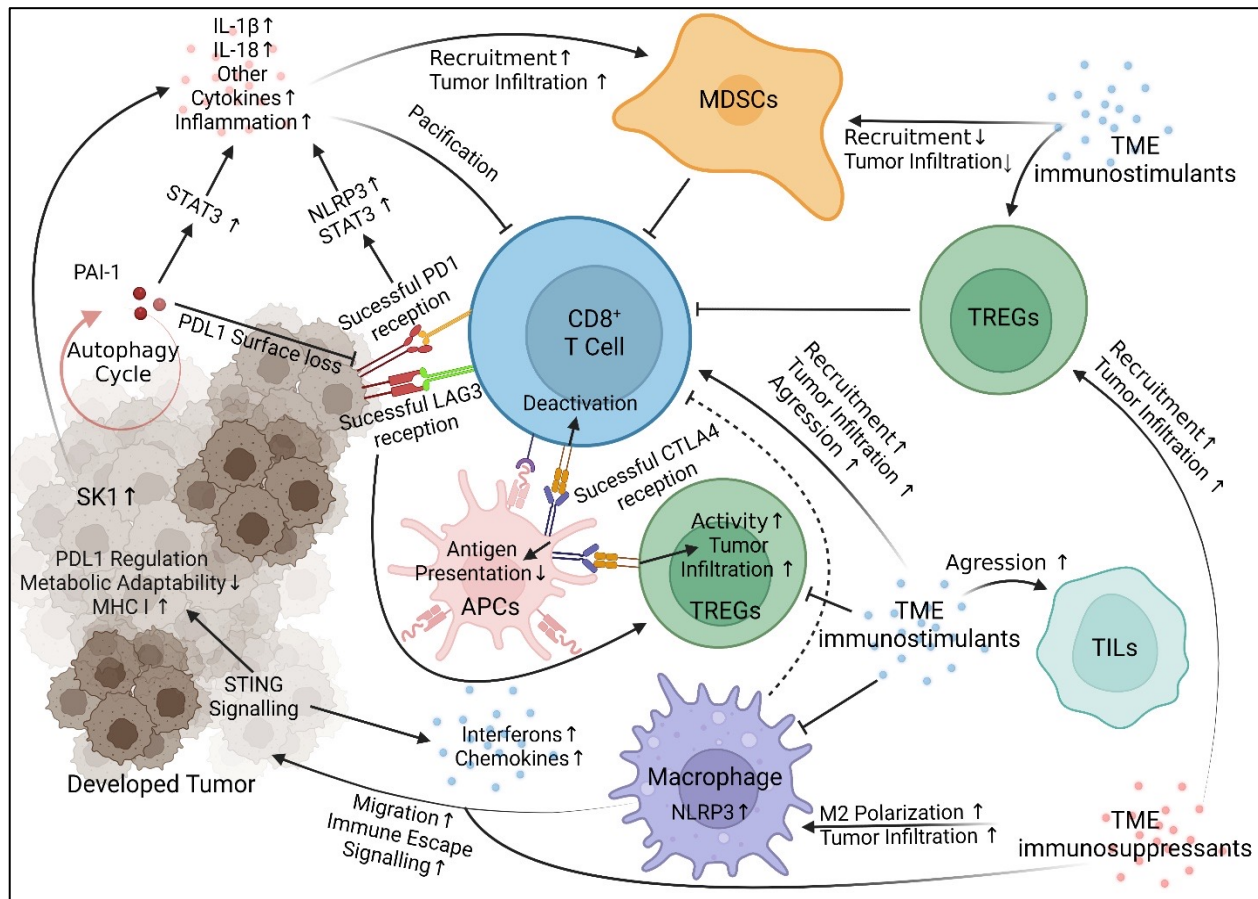 IL-1β↑
IL-18↑
Other
Cytokines↑
Inflammation↑
Recruitment↑
Tumor Infiltration ↑
MDSCs
Recruitment↓
Tumor Infiltration↓
TME
immunostimulants
Pacification
STAT3 ↑
NLRP3↑
STAT3 ↑
PAI-1
PDL1 Surface loss
Autophagy
Cycle
Sucessful PD1
reception
CD8⁺
T Cell
TREGs
Sucessful LAG3
reception
Deactivation
Recruitment↑
Tumor Infiltration↑
Agression ↑
Recruitment↑
Tumor Infiltration↑
↑
Sucessful CTLA4
reception
SK1↑
PDL1 Regulation
Metabolic Adaptability↓
MHC I ↑
Antigen
Presentation↓
APCs
Activity↑
Tumor
Infiltration ↑
TREGs
Agression ↑
TME
immunostimulants
TILs
STING
Signalling
Interferons↑
Chemokines↑
Developed Tumor
Migration↑
Immune Escape
Signalling↑
Macrophage
NLRP3↑
M2 Polarization ↑
Tumor Infiltration ↑
TME
immunosuppressants